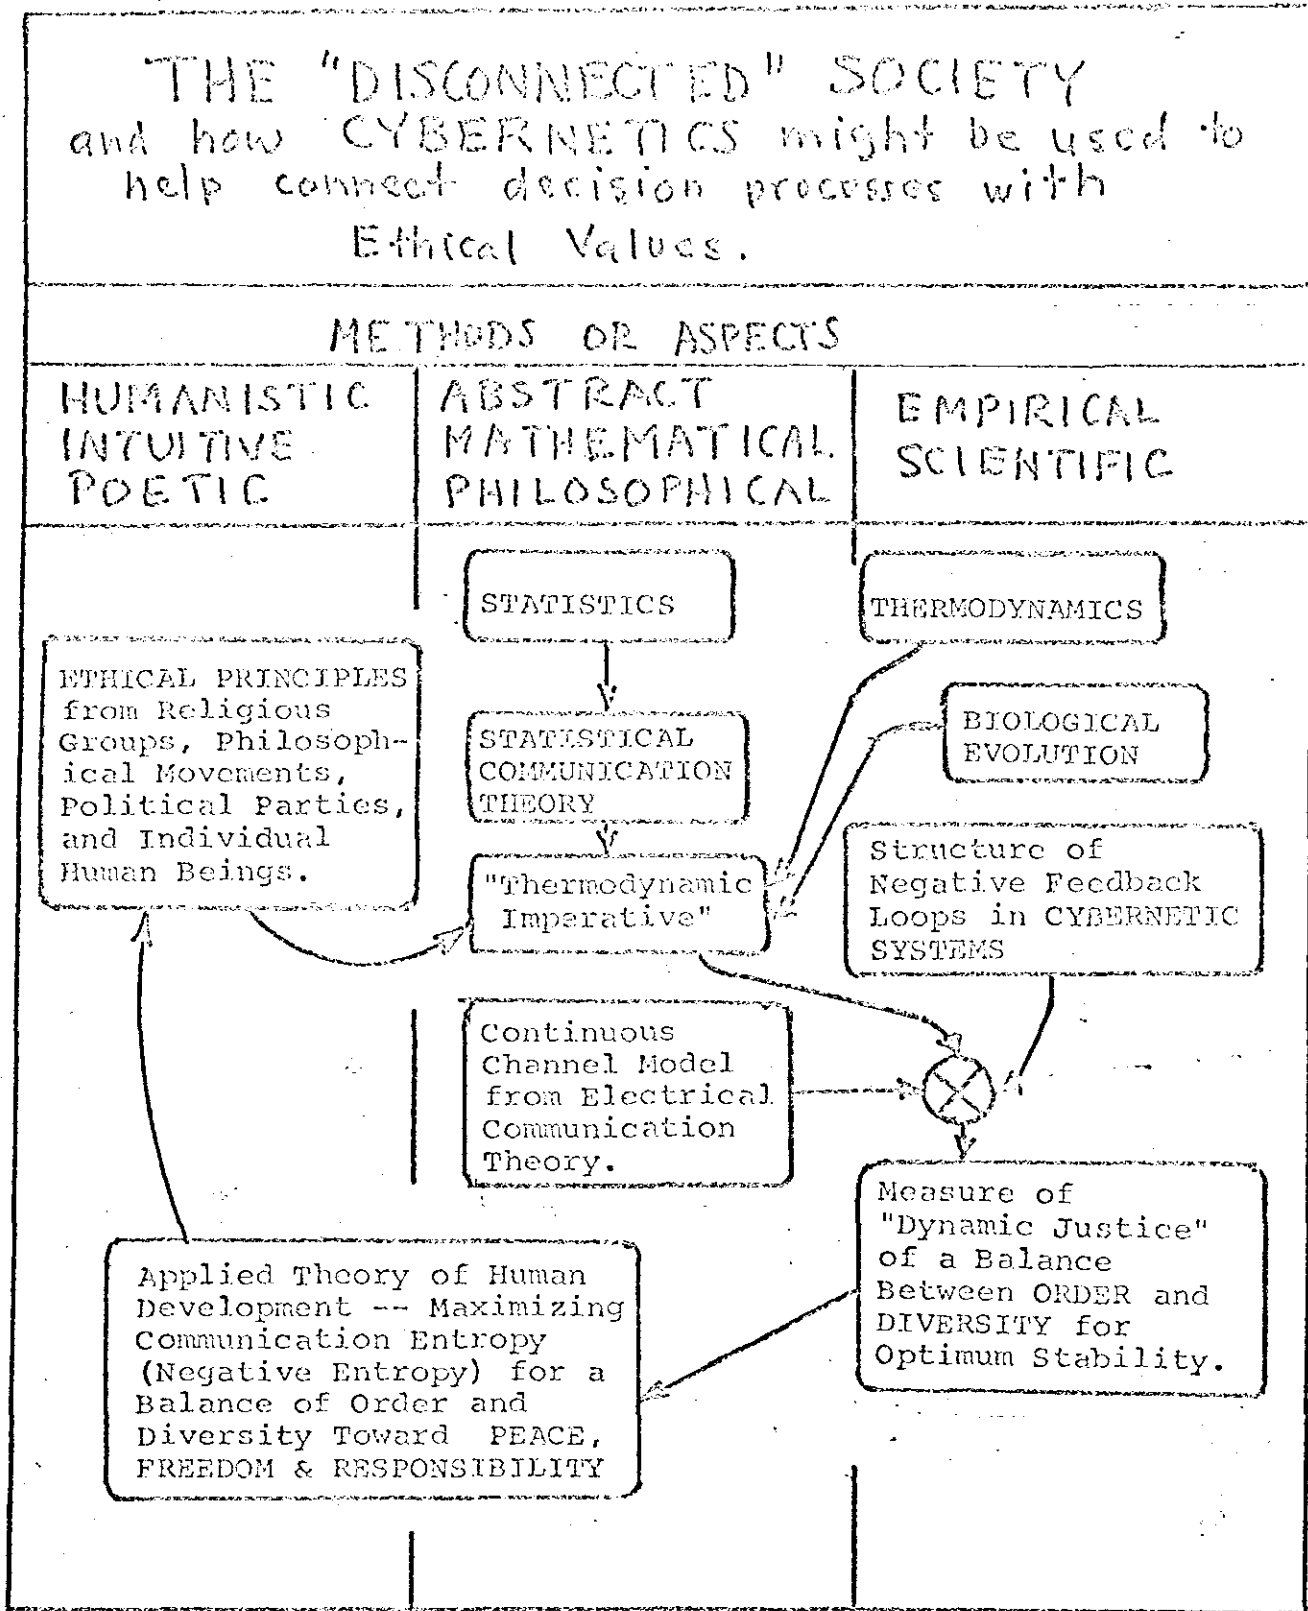 THE "DISCONNECTED" SOCIETY
and how CYBERNETICS might be used to
help connect decision processes with
Ethical Values.
METHODS OR ASPECTS
HUMANISTIC
INTUITIVE
POETIC
ABSTRACT
MATHEMATICAL
PHILOSOPHICAL
EMPIRICAL
SCIENTIFIC
STATISTICS
THERMODYNAMICS
ETHICAL PRINCIPLES
from Religious
Groups, Philosoph-
ical Movements,
Political Parties,
and Individual
Human Beings.
STATISTICAL
COMMUNICATION
THEORY
BIOLOGICAL
EVOLUTION
"Thermodynamic
Imperative"
Structure of
Negative Feedback
Loops in CYBERNETIC
SYSTEMS
Continuous
Channel Model
from Electrical
Communication
Theory.
Measure of
"Dynamic Justice"
of a Balance
Between ORDER and
DIVERSITY for
Optimum Stability.
Applied Theory of Human
Development -- Maximizing
Communication Entropy
(Negative Entropy) for a
Balance of Order and
Diversity Toward PEACE,
FREEDOM & RESPONSIBILITY